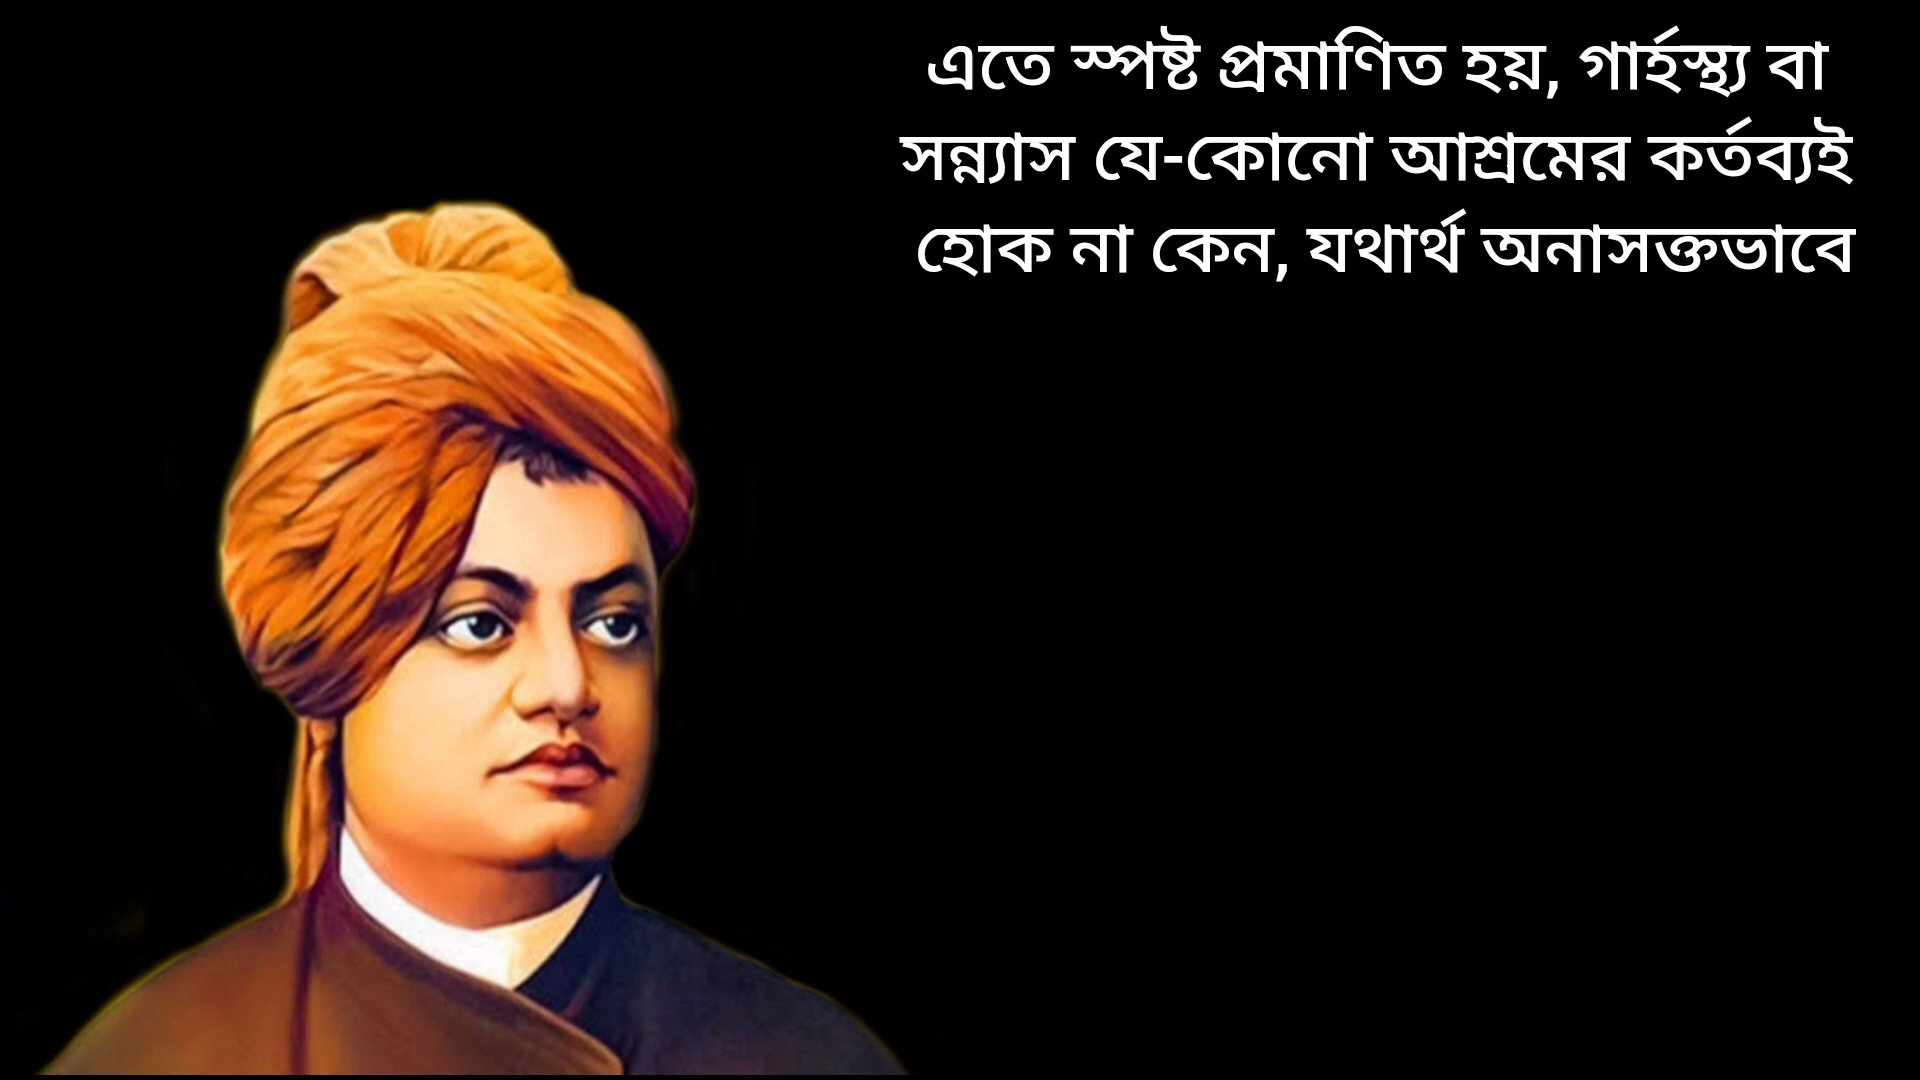 এতে স্পষ্ট প্রমাণিত হয়, গার্হস্থ্য বা
সন্ন্যাস যে-কোনো আশ্রমের কর্তব্যই
হোক না কেন, যথার্থ অনাসক্তভাবে